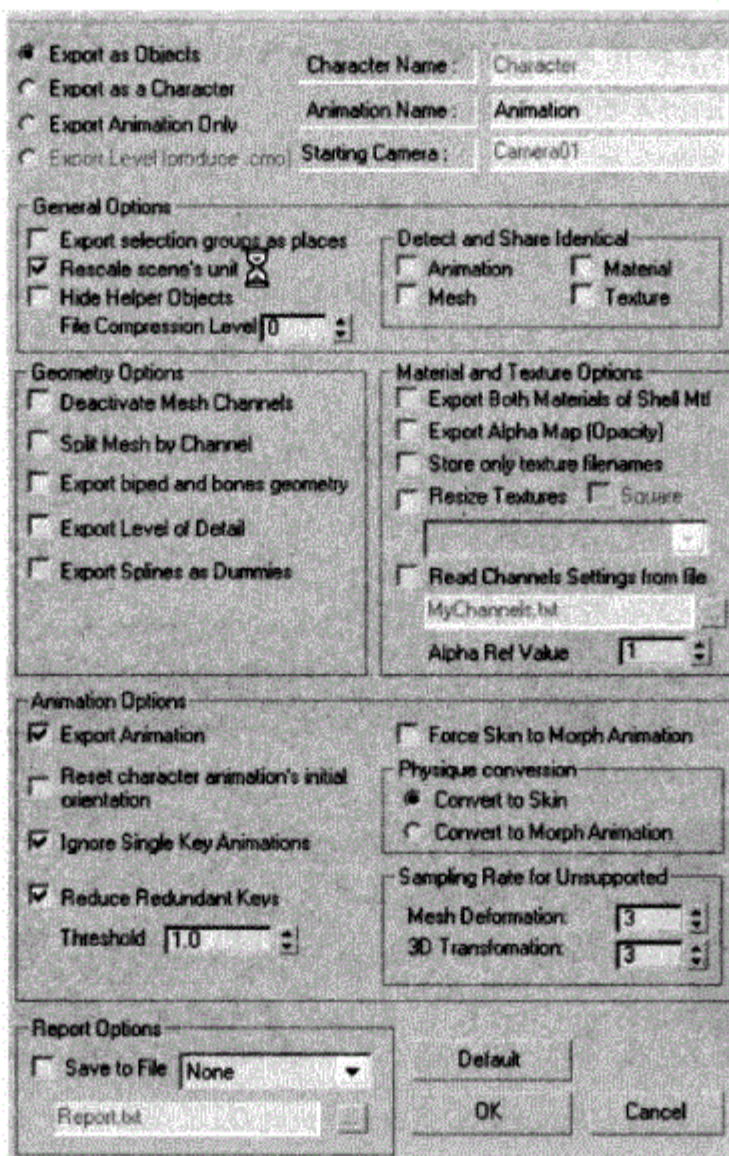 Export as Objects
Export as a Character
Export Animation Only
Export Level (produce .cmo)
Character Name : Character
Animation Name : Animation
Starting Camera : Camera01
General Options
Export selection groups as places
Rescale scene's unit
Hide Helper Objects
File Compression Level 0
Detect and Share Identical
Animation Material
Mesh Texture
Geometry Options
Deactivate Mesh Channels
Split Mesh by Channel
Export biped and bones geometry
Export Level of Detail
Export Splines as Dummies
Material and Texture Options
Export Both Materials of Shell Mtl
Export Alpha Map (Opacity)
Store only texture filenames
Resize Textures Square
Read Channels Settings from file
MyChannels.txt
Alpha Ref Value 1
Animation Options
Export Animation
Reset character animation's initial
orientation
Ignore Single Key Animations
Reduce Redundant Keys
Threshold 1.0
Force Skin to Morph Animation
Physique conversion
Convert to Skin
Convert to Morph Animation
Sampling Rate for Unsupported
Mesh Deformation: 3
3D Transfomation: 3
Report Options
Save to File None
Report.txt
Default
OK Cancel